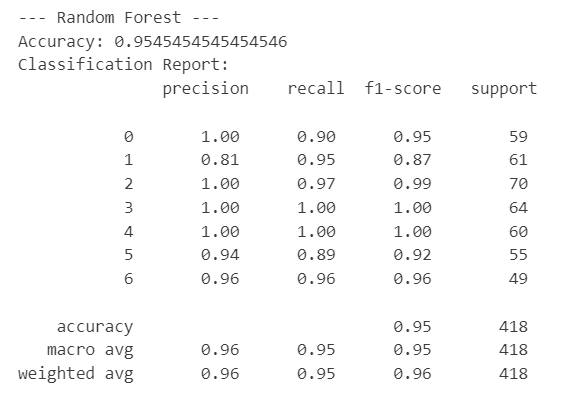 --- Random Forest ---
Accuracy: 0.9545454545454546
Classification Report:
precision recall f1-score support
0 1.00 0.90 0.95 59
1 0.81 0.95 0.87 61
2 1.00 0.97 0.99 70
3 1.00 1.00 1.00 64
4 1.00 1.00 1.00 60
5 0.94 0.89 0.92 55
6 0.96 0.96 0.96 49
accuracy 0.95 418
macro avg 0.96 0.95 0.95 418
weighted avg 0.96 0.95 0.96 418